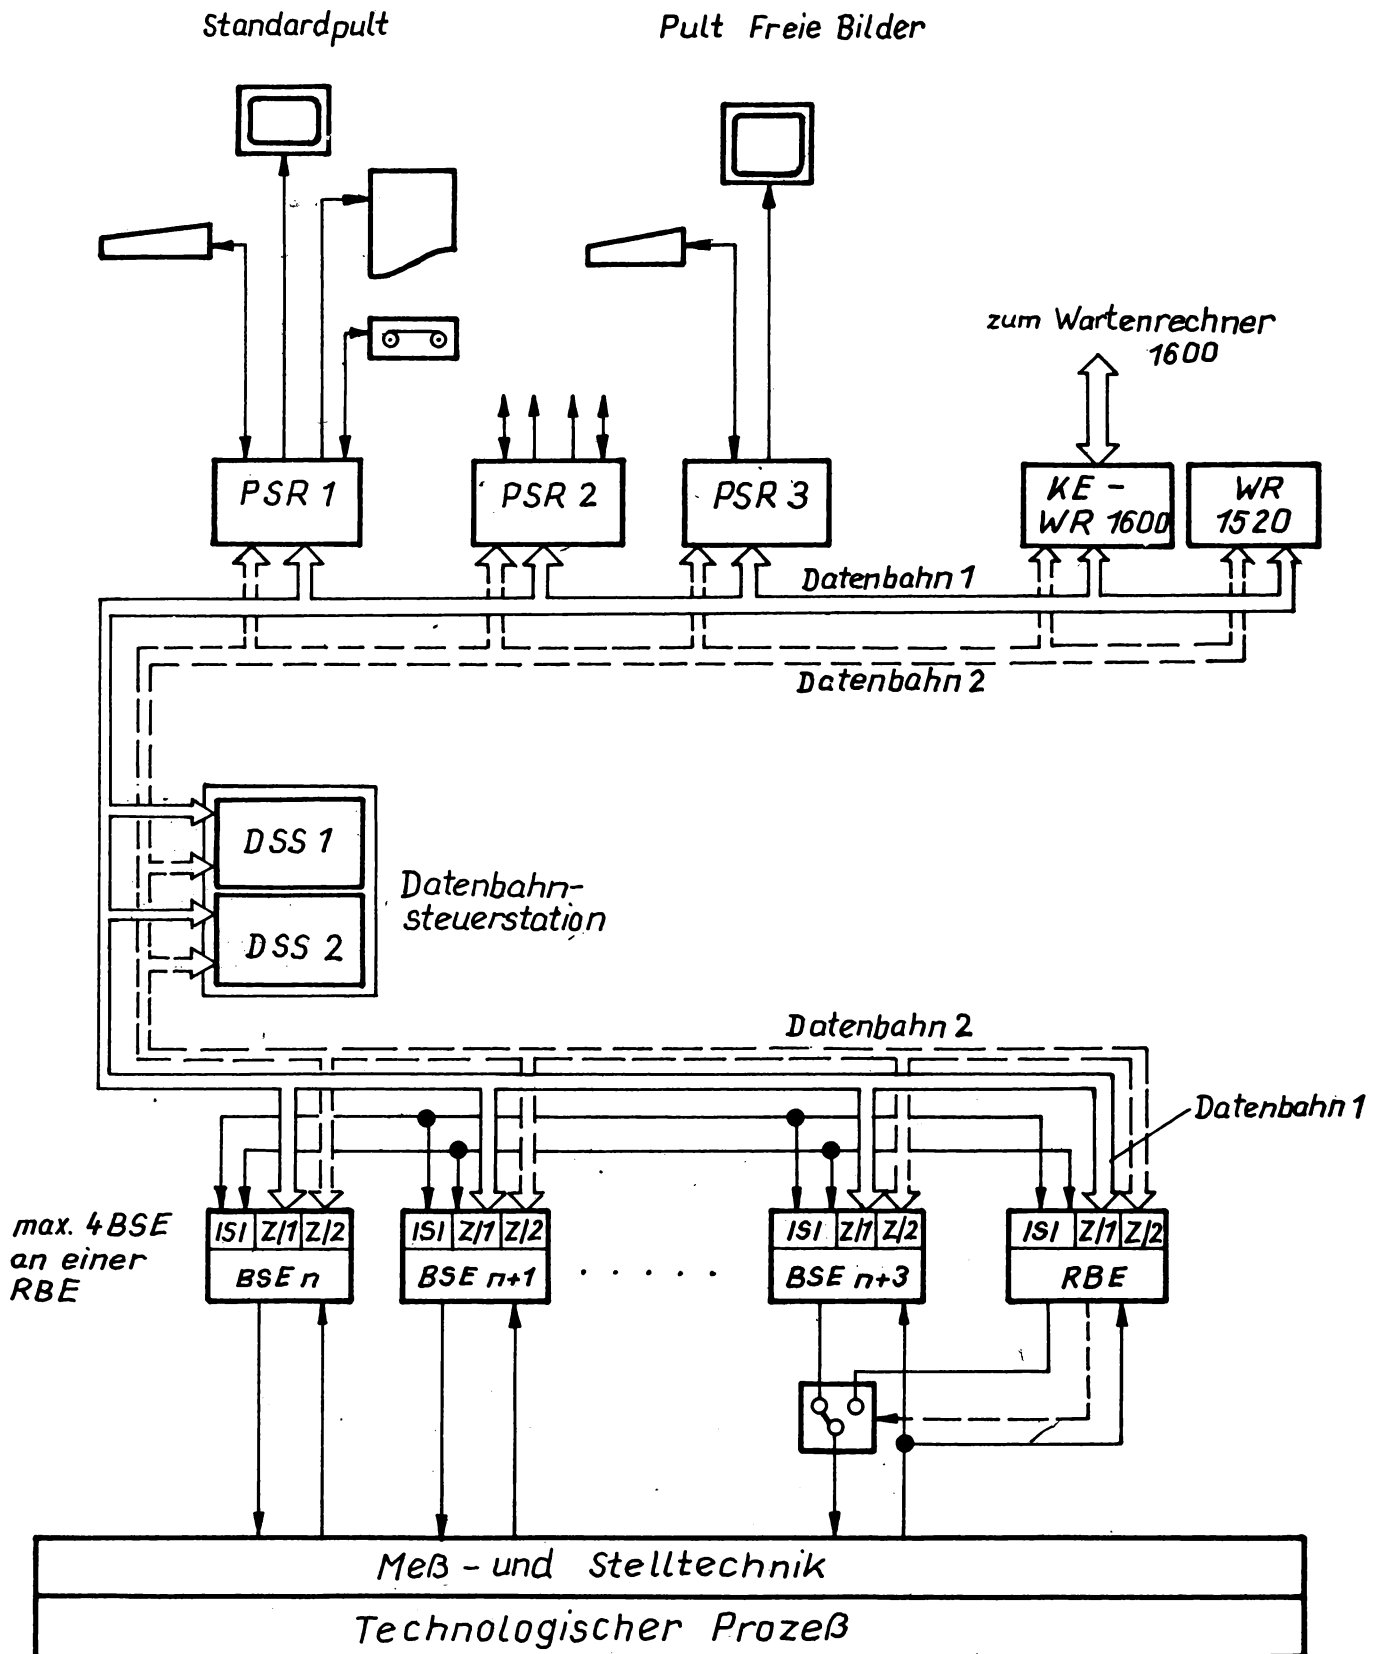 Standardpult
Pult Freie Bilder
zum Wartenrechner
1600
PSR 1
PSR 2
PSR 3
KE -
WR 1600
WR
1520
Datenbahn 1
Datenbahn 2
DSS 1
DSS 2
Datenbahn-
steuerstation
Datenbahn 2
Datenbahn 1
max. 4 BSE
an einer
RBE
ISI Z/1 Z/2
BSE n
ISI Z/1 Z/2
BSE n+1
. . . . .
ISI Z/1 Z/2
BSE n+3
ISI Z/1 Z/2
RBE
Meß - und Stelltechnik
Technologischer Prozeß